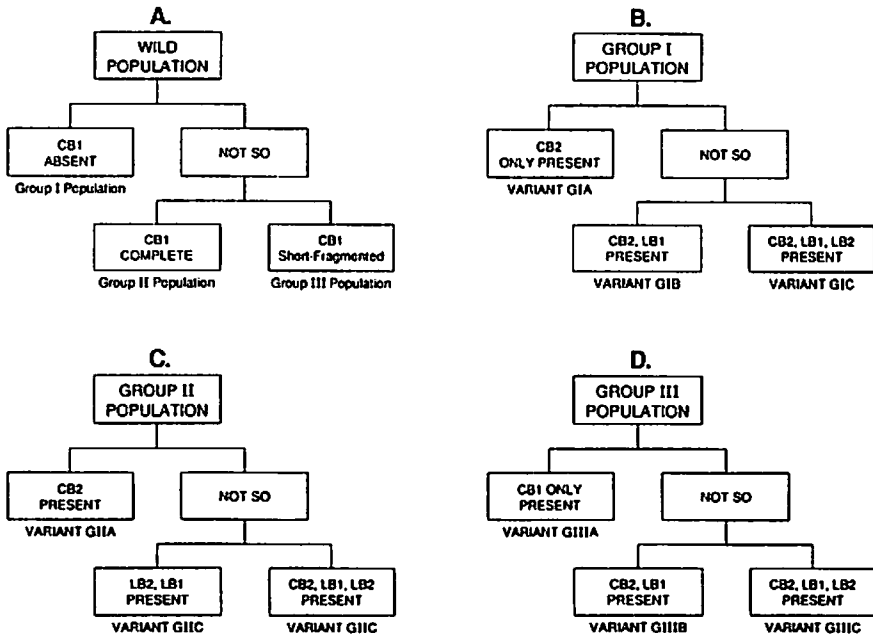 A.
WILD
POPULATION
CB1
ABSENT
Group I Population
NOT SO
CB1
COMPLETE
Group II Population
CB1
Short-Fragmented
Group III Population
B.
GROUP I
POPULATION
CB2
ONLY PRESENT
VARIANT GIA
NOT SO
CB2, LB1
PRESENT
VARIANT GIB
CB2, LB1, LB2
PRESENT
VARIANT GIC
C.
GROUP II
POPULATION
CB2
PRESENT
VARIANT GIIA
NOT SO
LB2, LB1
PRESENT
VARIANT GIIC
CB2, LB1, LB2
PRESENT
VARIANT GIIC
D.
GROUP III
POPULATION
CB1 ONLY
PRESENT
VARIANT GIIIA
NOT SO
CB2, LB1
PRESENT
VARIANT GIIIB
CB2, LB1, LB2
PRESENT
VARIANT GIIIC